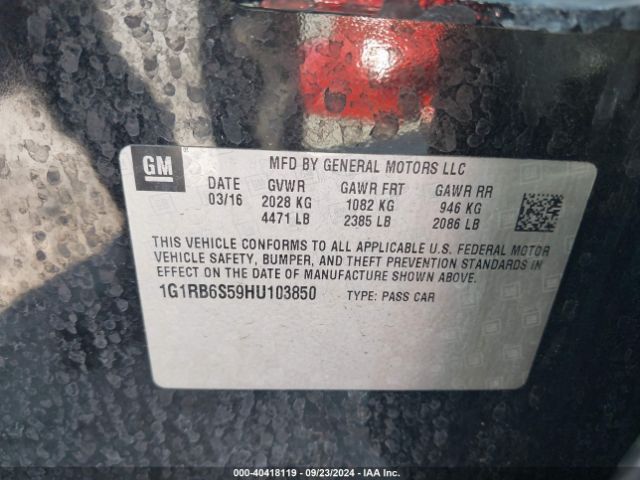 GM
MFD BY GENERAL MOTORS LLC
DATE GVWR GAWR FRT GAWR RR
03/16 2028 KG 1082 KG 946 KG
4471 LB 2385 LB 2086 LB
THIS VEHICLE CONFORMS TO ALL APPLICABLE U.S. FEDERAL MOTOR
VEHICLE SAFETY, BUMPER, AND THEFT PREVENTION STANDARDS IN
EFFECT ON THE DATE OF MANUFACTURE SHOWN ABOVE.
1G1RB6S59HU103850 TYPE: PASS CAR
000-40418119 - 09/23/2024 - IAA Inc.